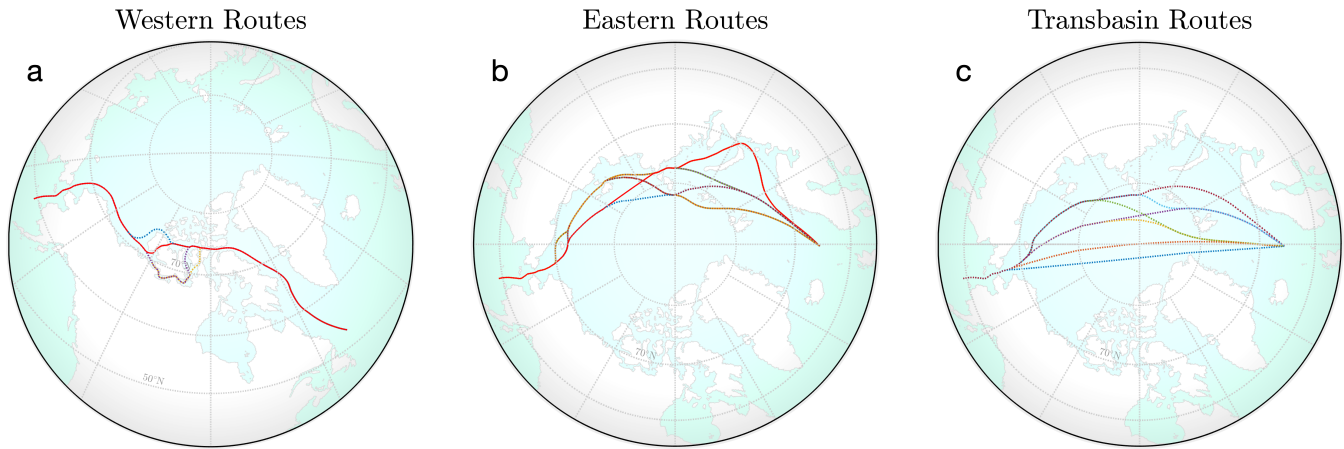 Western Routes
Eastern Routes
Transbasin Routes
a
b
c
70°N
50°N
70°N
70°N